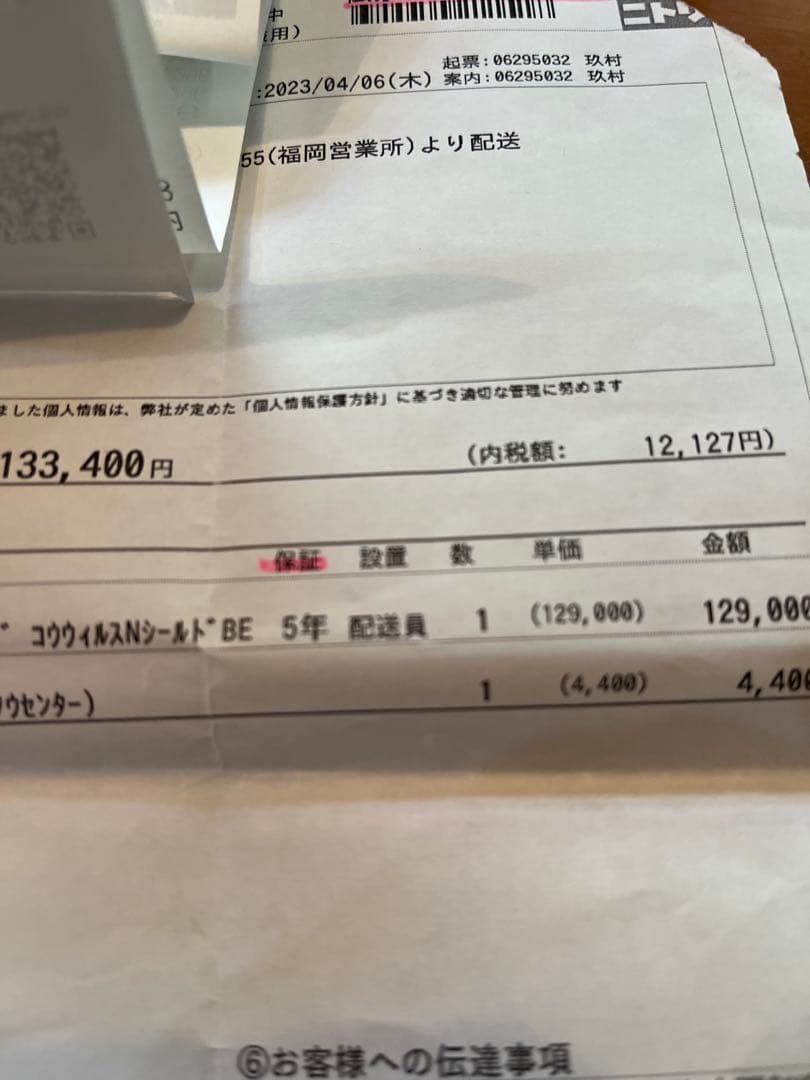 中
用)
ニトリ
起票:06295032 玖村
:2023/04/06(木) 案内:06295032 玖村
55(福岡営業所)より配送
円
ました個人情報は、弊社が定めた「個人情報保護方針」に基づき適切な管理に努めます
133,400円 (内税額: 12,127円)
保証 設置 数 単価 金額
ﾞ ｺｳｳｨﾙｽNｼｰﾙﾄﾞBE 5年 配送員 1 (129,000) 129,000
ｳｾﾝﾀｰ) 1 (4,400) 4,400
⑥お客様への伝達事項